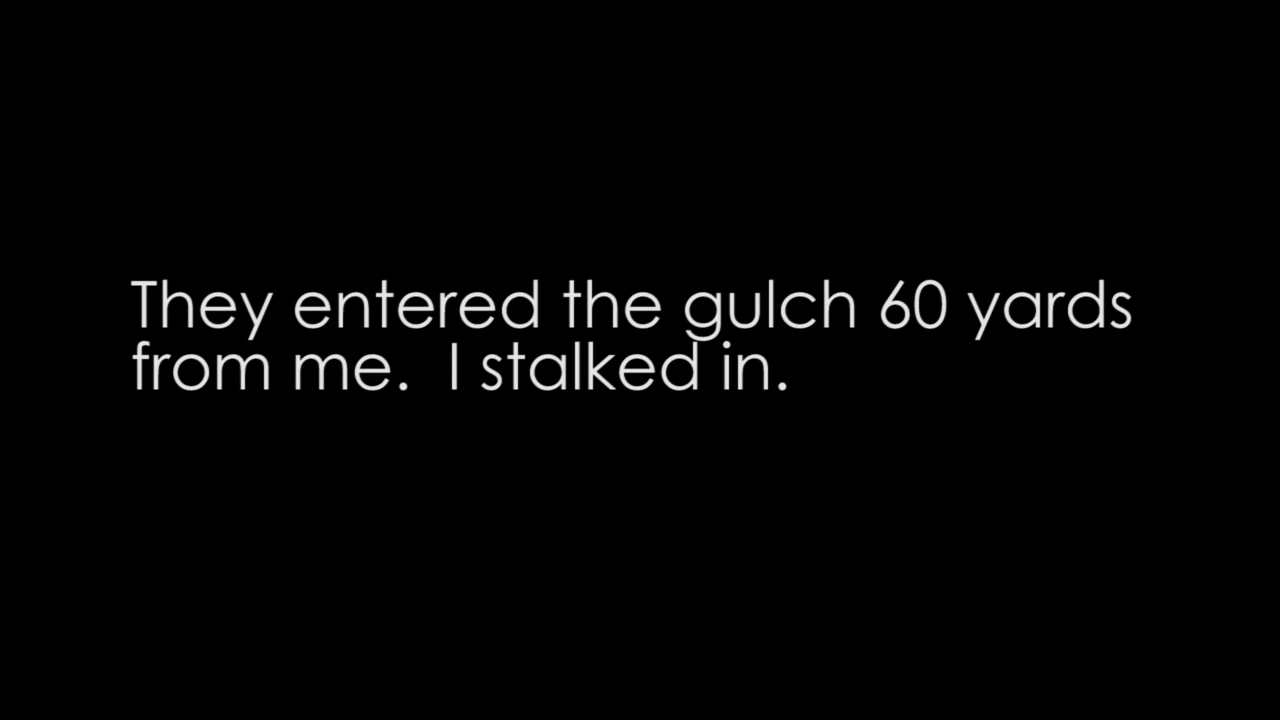 They entered the gulch 60 yards
from me.  I stalked in.